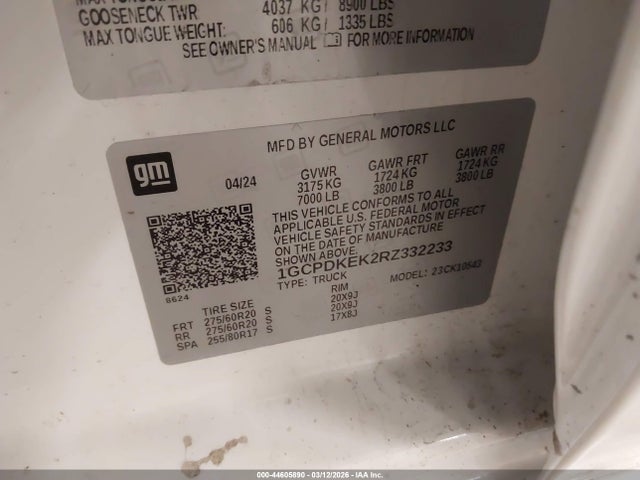 GOOSENECK TWR 4037 KG / 8900 LBS
MAX TONGUE WEIGHT: 606 KG / 1335 LBS
SEE OWNER'S MANUAL FOR MORE INFORMATION
MFD BY GENERAL MOTORS LLC
gm
04/24
GVWR GAWR FRT GAWR RR
3175 KG 1724 KG 1724 KG
7000 LB 3800 LB 3800 LB
THIS VEHICLE CONFORMS TO ALL
APPLICABLE U.S. FEDERAL MOTOR
VEHICLE SAFETY STANDARDS IN EFFECT
ON THE DATE OF MANUFACTURE
SHOWN ABOVE.
1GCPDKEK2RZ332233
TYPE: TRUCK MODEL: 23CK10543
8624
TIRE SIZE RIM
FRT 275/60R20 S 20X9J
RR 275/60R20 S 20X9J
SPA 255/80R17 S 17X8J
000-44605890 - 03/12/2026 - IAA Inc.